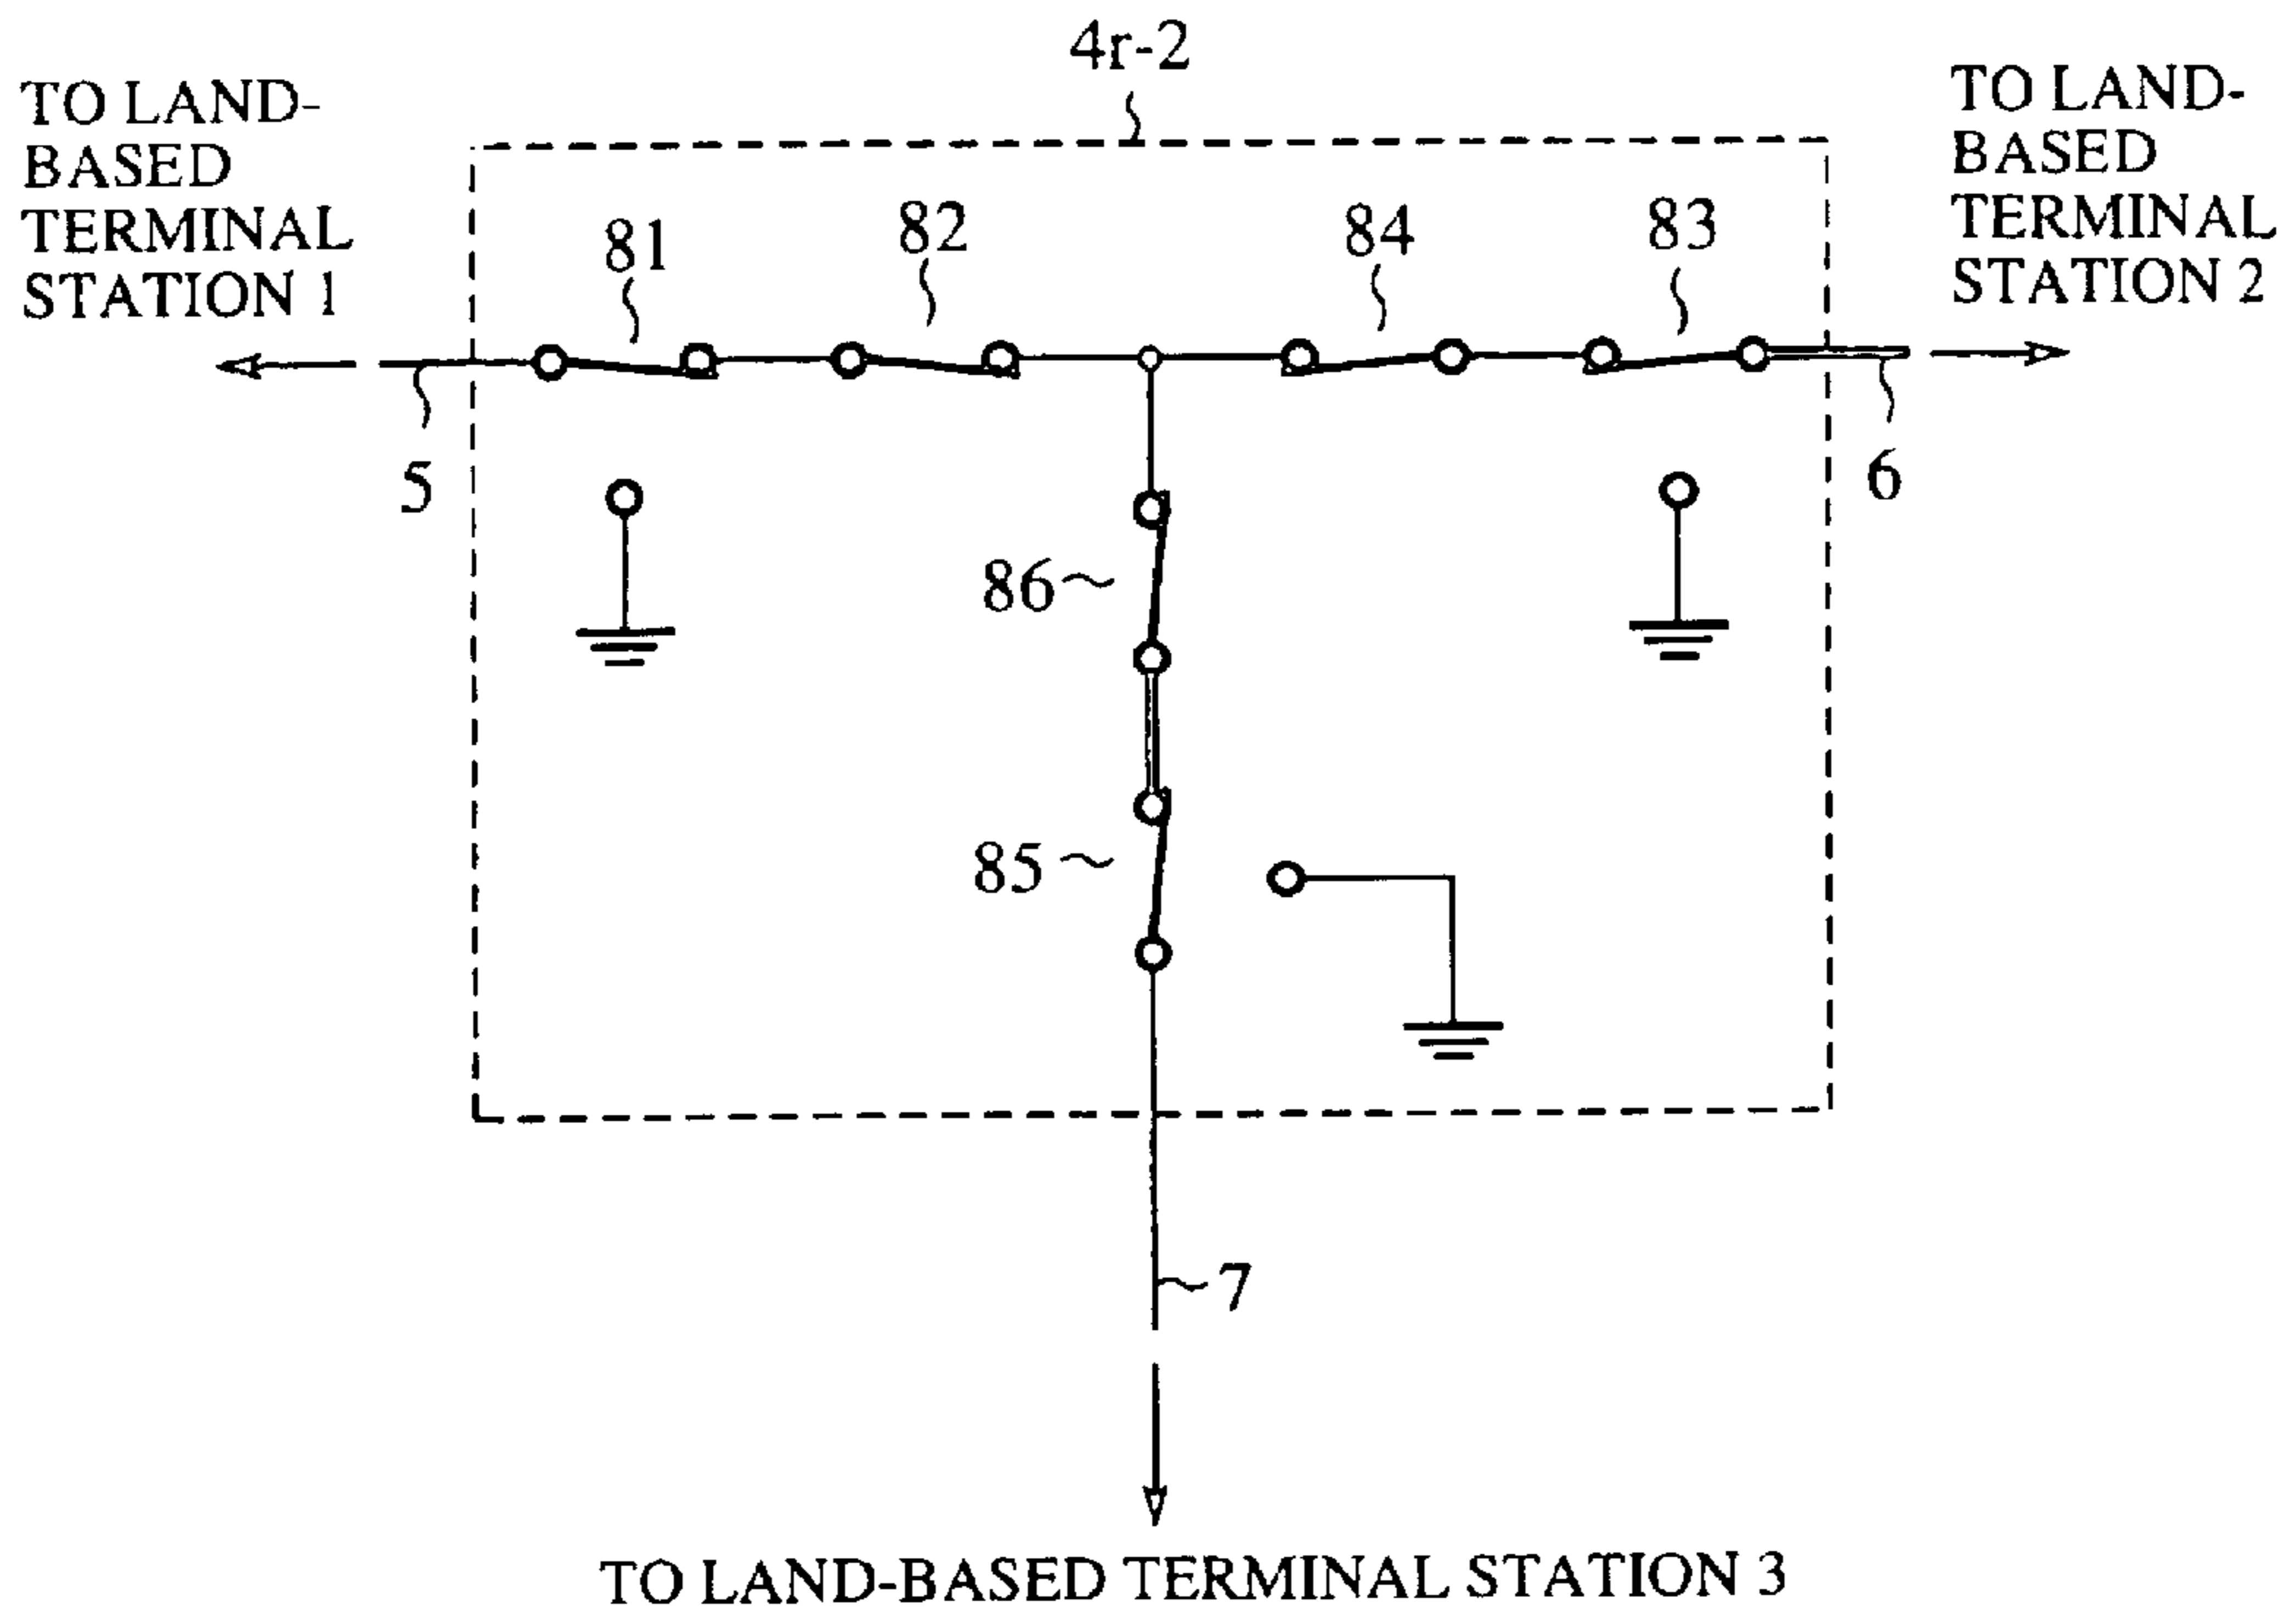 4r-2
TO LAND-
BASED
TERMINAL
STATION 1
TO LAND-
BASED
TERMINAL
STATION 2
81
82
84
83
5
6
86
85
7
TO LAND-BASED TERMINAL STATION 3